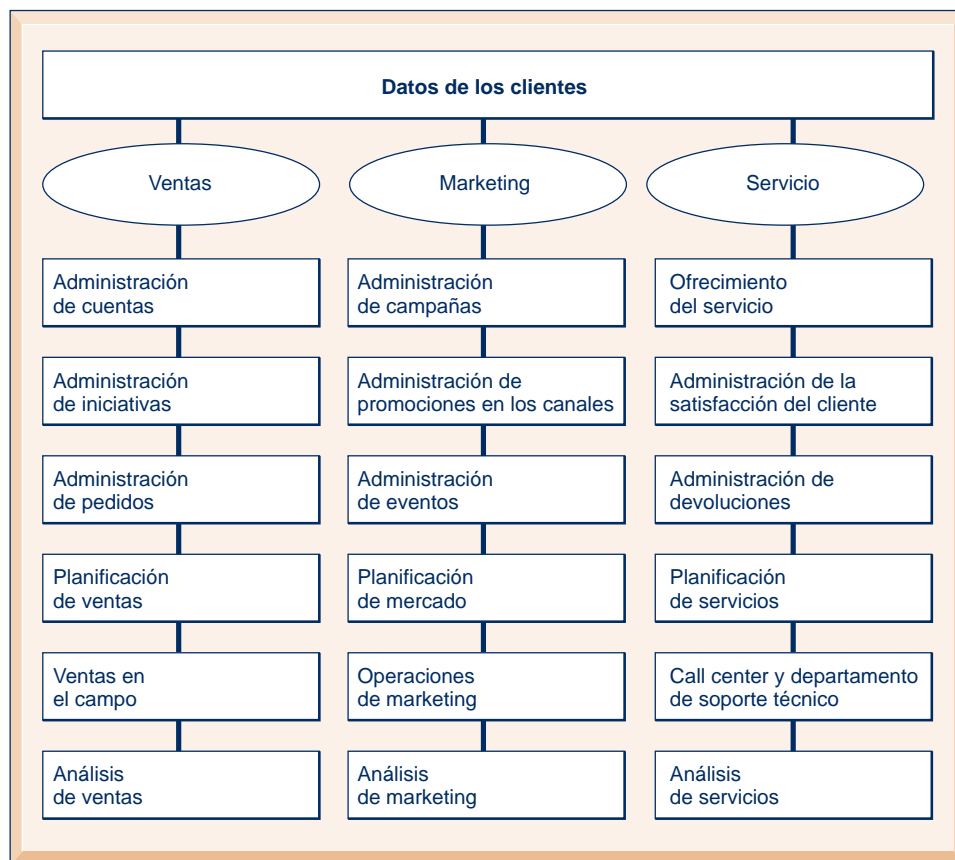 Datos de los clientes
Ventas
Marketing
Servicio
Administración
de cuentas
Administración
de campañas
Ofrecimiento
del servicio
Administración
de iniciativas
Administración de
promociones en los canales
Administración de la
satisfacción del cliente
Administración
de pedidos
Administración
de eventos
Administración de
devoluciones
Planificación
de ventas
Planificación
de mercado
Planificación
de servicios
Ventas en
el campo
Operaciones
de marketing
Call center y departamento
de soporte técnico
Análisis
de ventas
Análisis
de marketing
Análisis
de servicios